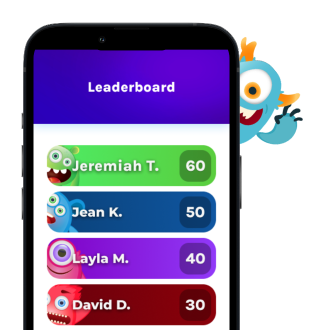 Leaderboard
Jeremiah T. 60
Jean K. 50
Layla M. 40
David D. 30